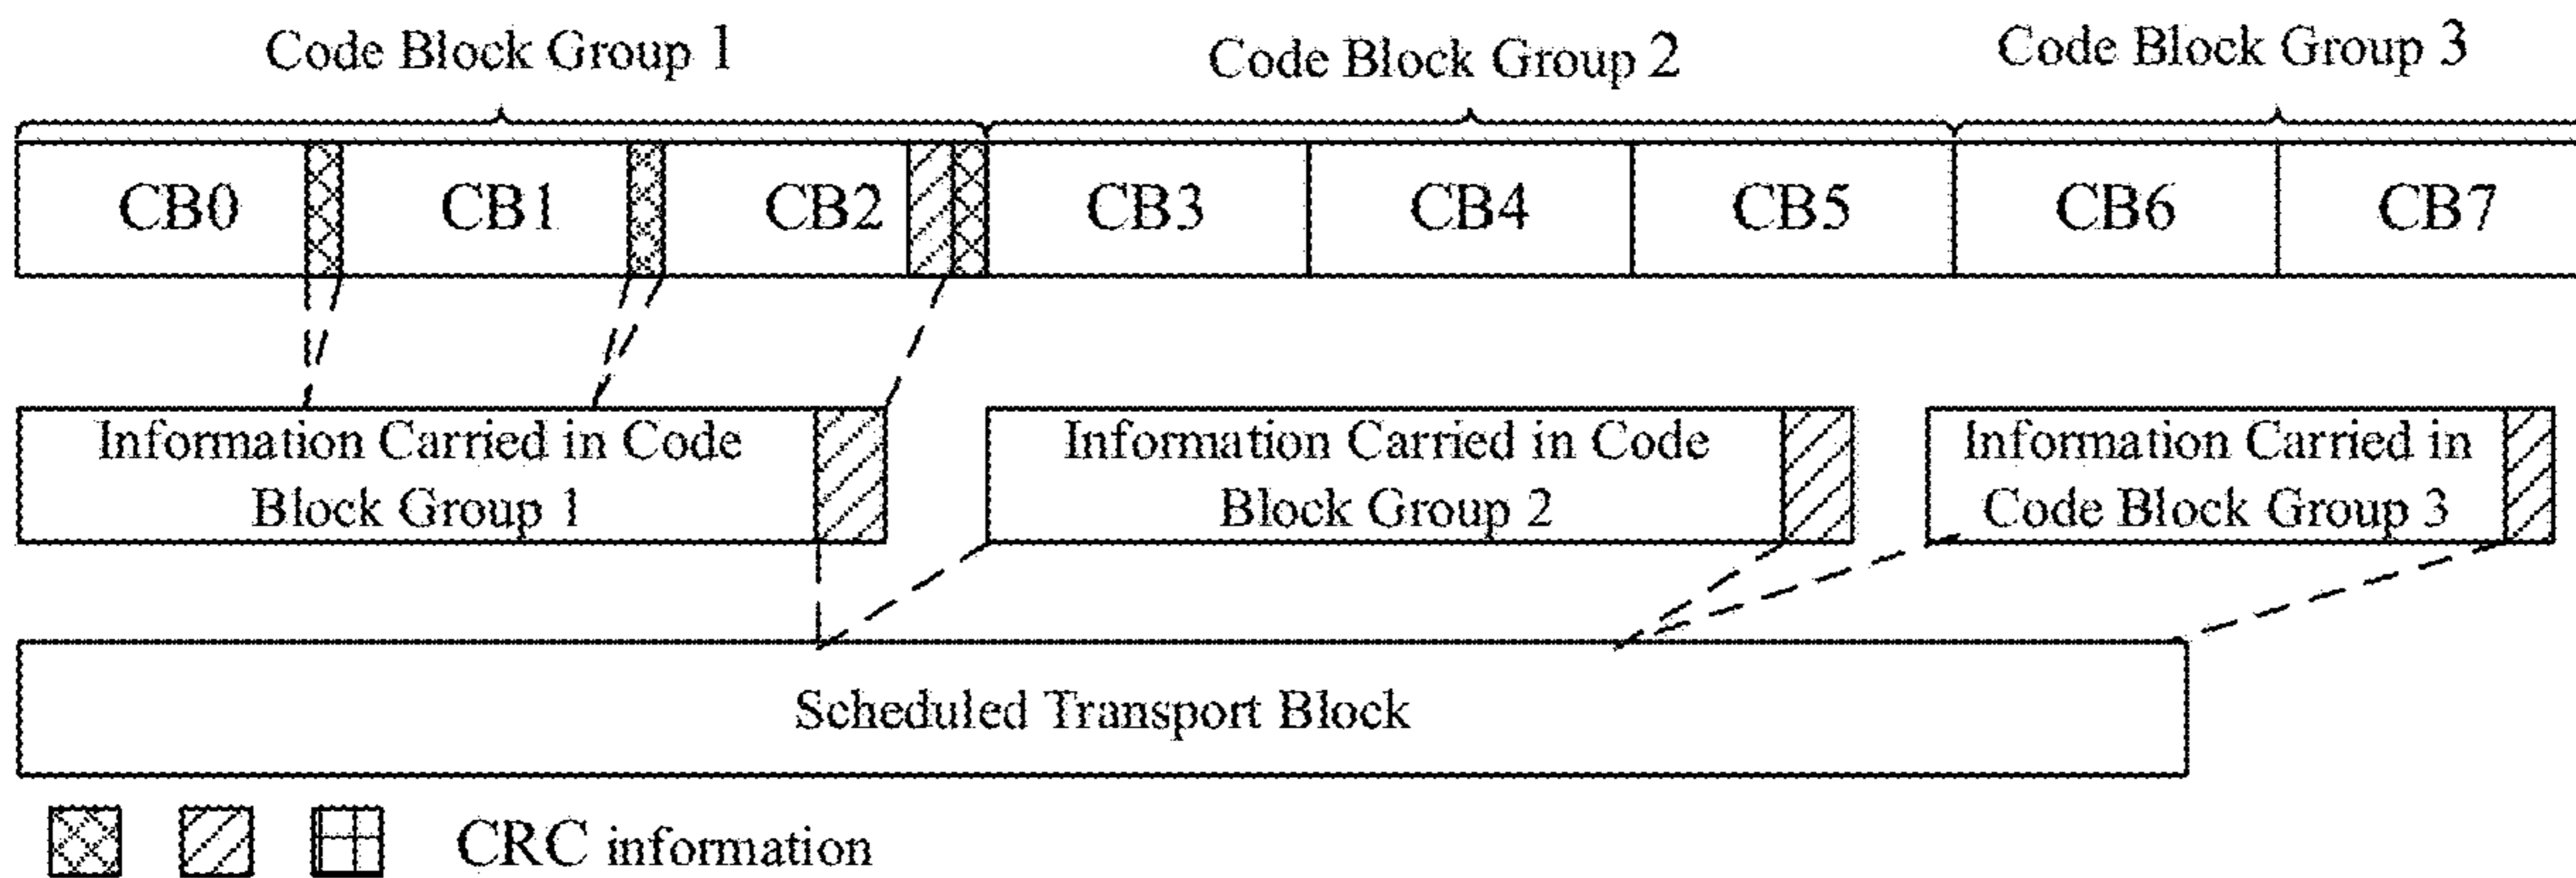 Code Block Group 1
Code Block Group 2
Code Block Group 3
CB0
CB1
CB2
CB3
CB4
CB5
CB6
CB7
Information Carried in Code
Block Group 1
Information Carried in Code
Block Group 2
Information Carried in
Code Block Group 3
Scheduled Transport Block
CRC information